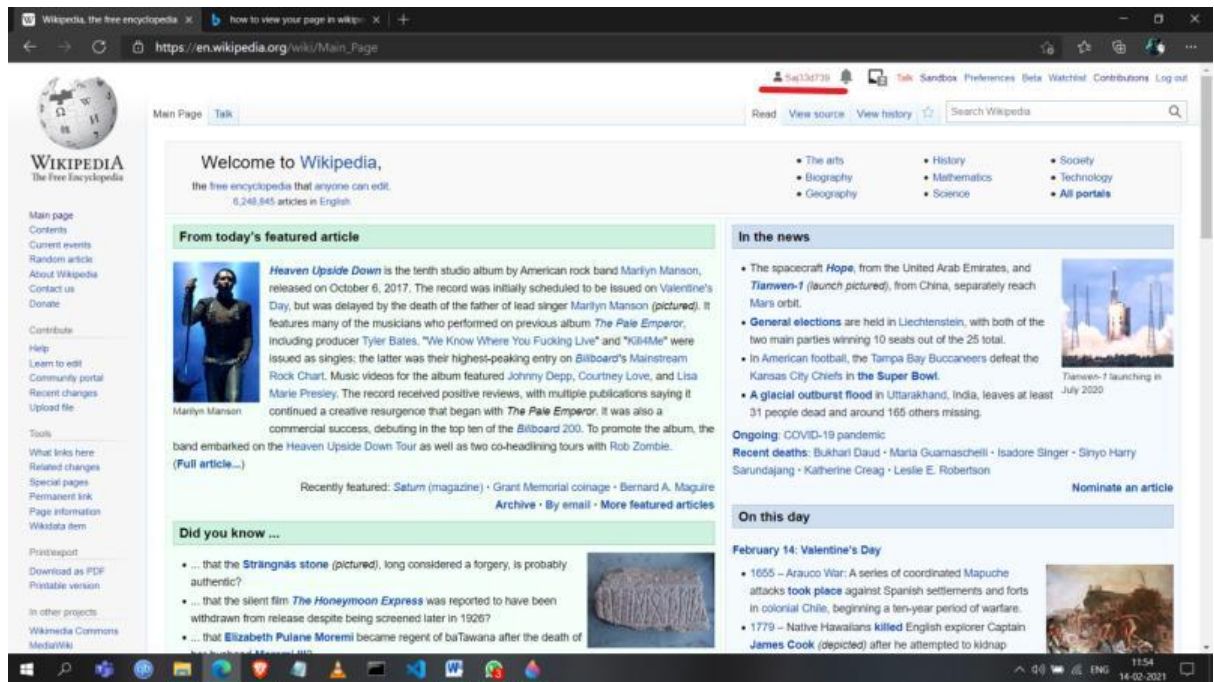 Wikipedia, the free encyclopedia
how to view your page in wikip
https://en.wikipedia.org/wiki/Main_Page
Saj33d739
Talk Sandbox Preferences Beta Watchlist Contributions Log out
Main Page Talk
Read View source View history
Search Wikipedia
WIKIPEDIA
The Free Encyclopedia
Main page
Contents
Current events
Random article
About Wikipedia
Contact us
Donate
Contribute
Help
Learn to edit
Community portal
Recent changes
Upload file
Tools
What links here
Related changes
Special pages
Permanent link
Page information
Wikidata item
Print/export
Download as PDF
Printable version
In other projects
Wikimedia Commons
MediaWiki
Welcome to Wikipedia,
the free encyclopedia that anyone can edit.
6,248,845 articles in English
• The arts
• Biography
• Geography
• History
• Mathematics
• Science
• Society
• Technology
• All portals
From today's featured article
Heaven Upside Down is the tenth studio album by American rock band Marilyn Manson,
released on October 6, 2017. The record was initially scheduled to be issued on Valentine's
Day, but was delayed by the death of the father of lead singer Marilyn Manson (pictured). It
features many of the musicians who performed on previous album The Pale Emperor,
including producer Tyler Bates. "We Know Where You Fucking Live" and "Kill4Me" were
issued as singles; the latter was their highest-peaking entry on Billboard's Mainstream
Rock Chart. Music videos for the album featured Johnny Depp, Courtney Love, and Lisa
Marie Presley. The record received positive reviews, with multiple publications saying it
continued a creative resurgence that began with The Pale Emperor. It was also a
commercial success, debuting in the top ten of the Billboard 200. To promote the album, the
band embarked on the Heaven Upside Down Tour as well as two co-headlining tours with Rob Zombie.
(Full article...)
Marilyn Manson
Recently featured: Saturn (magazine) · Grant Memorial coinage · Bernard A. Maguire
Archive · By email · More featured articles
Did you know ...
• ... that the Strängnäs stone (pictured), long considered a forgery, is probably
authentic?
• ... that the silent film The Honeymoon Express was reported to have been
withdrawn from release despite being screened later in 1926?
• ... that Elizabeth Pulane Moremi became regent of baTawana after the death of
her husband Moremi III?
In the news
• The spacecraft Hope, from the United Arab Emirates, and
Tianwen-1 (launch pictured), from China, separately reach
Mars orbit.
• General elections are held in Liechtenstein, with both of the
two main parties winning 10 seats out of the 25 total.
• In American football, the Tampa Bay Buccaneers defeat the
Kansas City Chiefs in the Super Bowl.
• A glacial outburst flood in Uttarakhand, India, leaves at least
31 people dead and around 165 others missing.
Tianwen-1 launching in
July 2020
Ongoing: COVID-19 pandemic
Recent deaths: Bukhari Daud · Maria Guarnaschelli · Isadore Singer · Sinyo Harry
Sarundajang · Katherine Creag · Leslie E. Robertson
Nominate an article
On this day
February 14: Valentine's Day
• 1655 – Arauco War: A series of coordinated Mapuche
attacks took place against Spanish settlements and forts
in colonial Chile, beginning a ten-year period of warfare.
• 1779 – Native Hawaiians killed English explorer Captain
James Cook (depicted) after he attempted to kidnap
ENG
11:54
14-02-2021